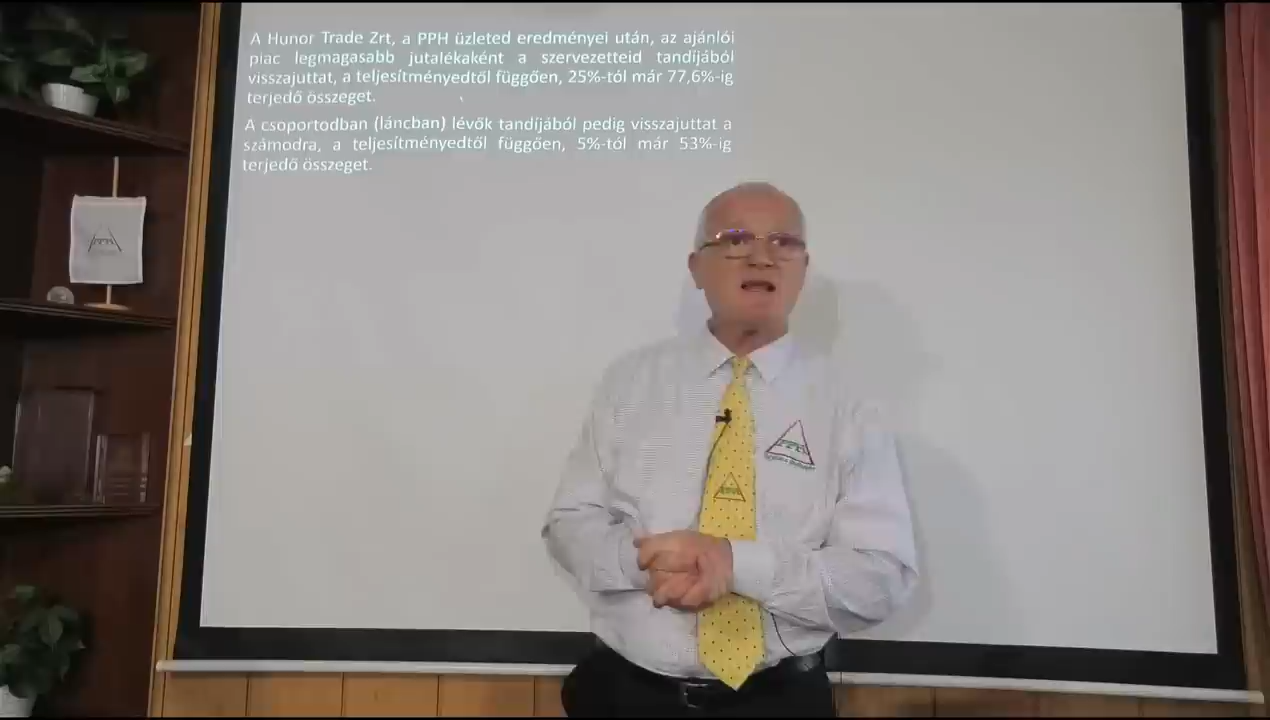 A Hunor Trade Zrt, a PPH üzleted eredményei után, az ajánlói
piac legmagasabb jutalékaként a szervezetteid tandíjából
visszajuttat, a teljesítményedtől függően, 25%-tól már 77,6%-ig
terjedő összeget.
A csoportodban (láncban) lévők tandíjából pedig visszajuttat a
számodra, a teljesítményedtől függően, 5%-tól már 53%-ig
terjedő összeget.